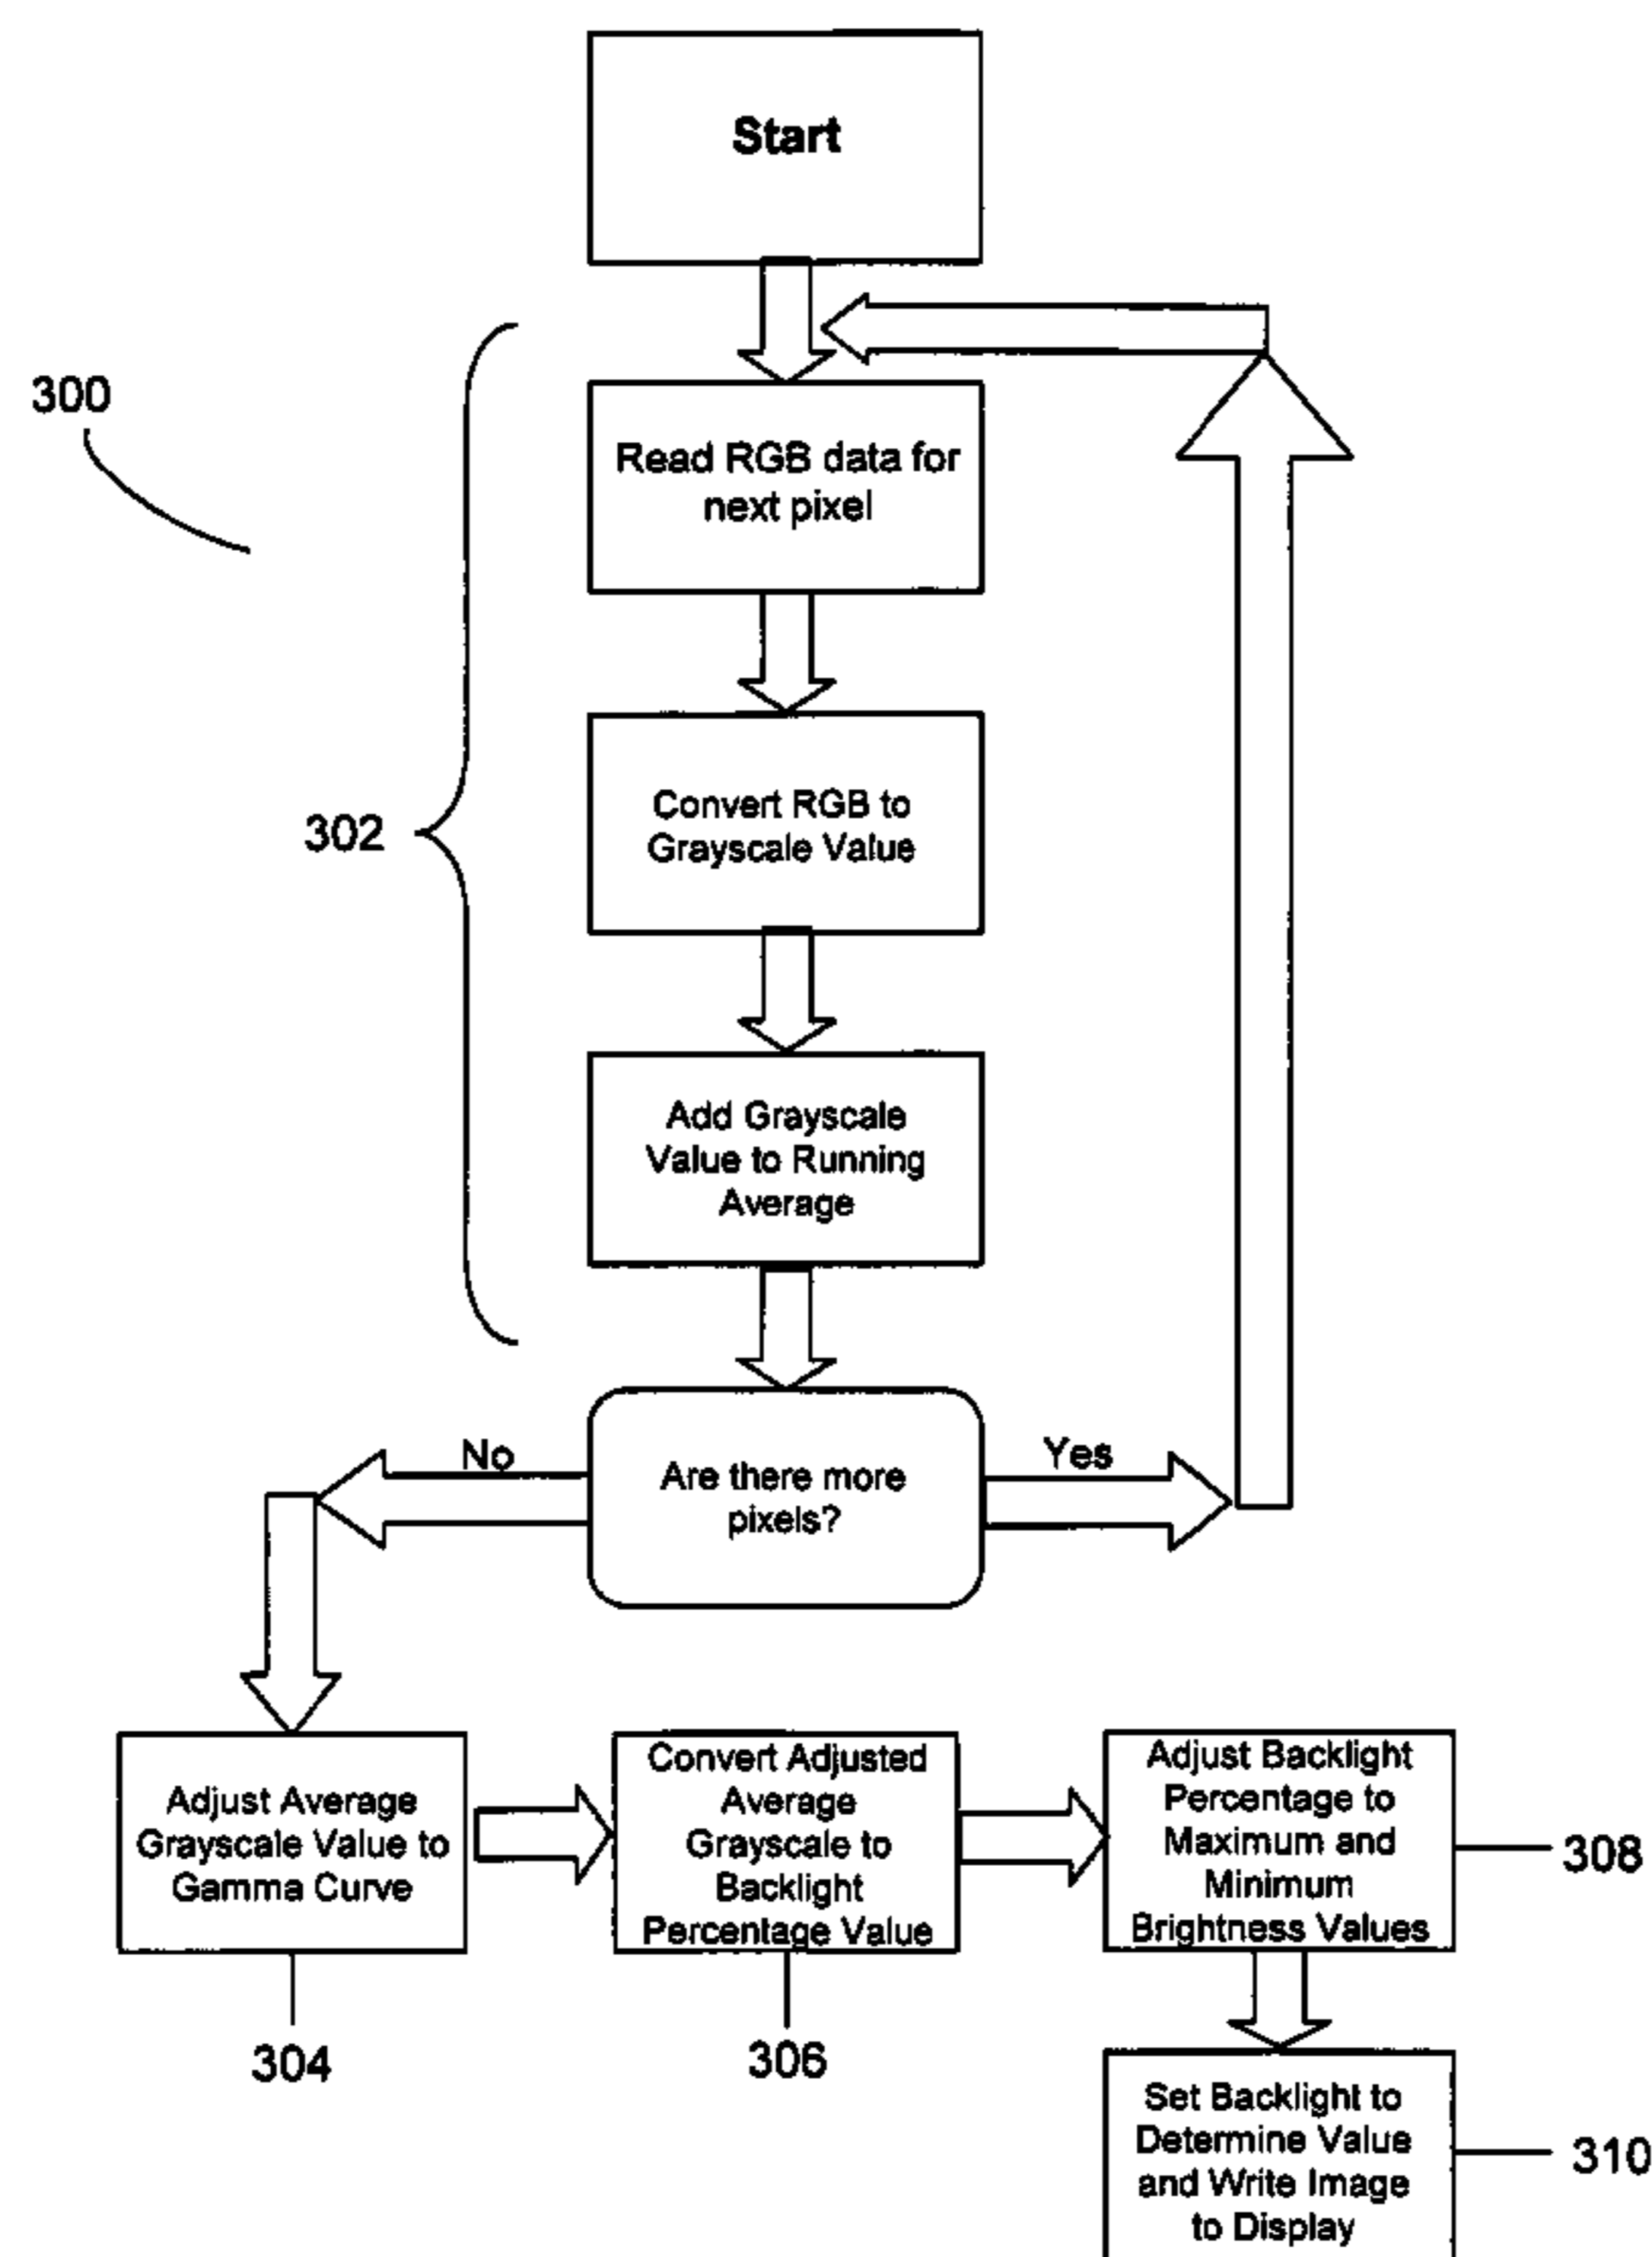 Start
300
Read RGB data for
next pixel
302
Convert RGB to
Grayscale Value
Add Grayscale
Value to Running
Average
No
Are there more
pixels?
Yes
Adjust Average
Grayscale Value to
Gamma Curve
304
Convert Adjusted
Average
Grayscale to
Backlight
Percentage Value
306
Adjust Backlight
Percentage to
Maximum and
Minimum
Brightness Values
308
Set Backlight to
Determine Value
and Write Image
to Display
310